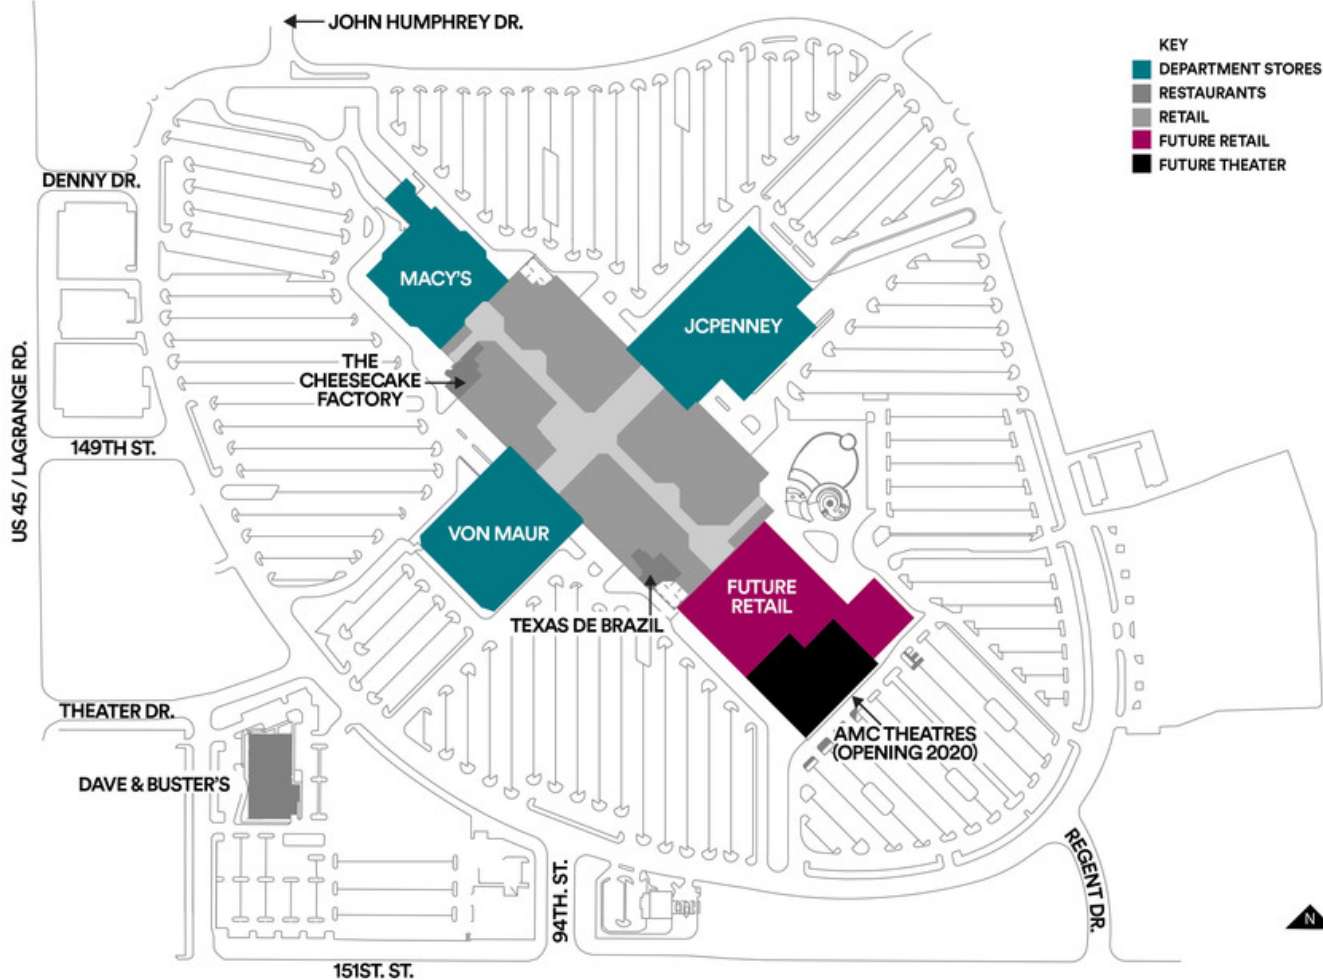 JOHN HUMPHREY DR.
KEY
DEPARTMENT STORES
RESTAURANTS
RETAIL
FUTURE RETAIL
FUTURE THEATER
DENNY DR.
MACY'S
JCPENNEY
THE
CHEESECAKE
FACTORY
US 45 / LAGRANGE RD.
149TH ST.
VON MAUR
FUTURE
RETAIL
TEXAS DE BRAZIL
THEATER DR.
AMC THEATRES
(OPENING 2020)
DAVE & BUSTER'S
REGENT DR.
94TH. ST.
N
151ST. ST.